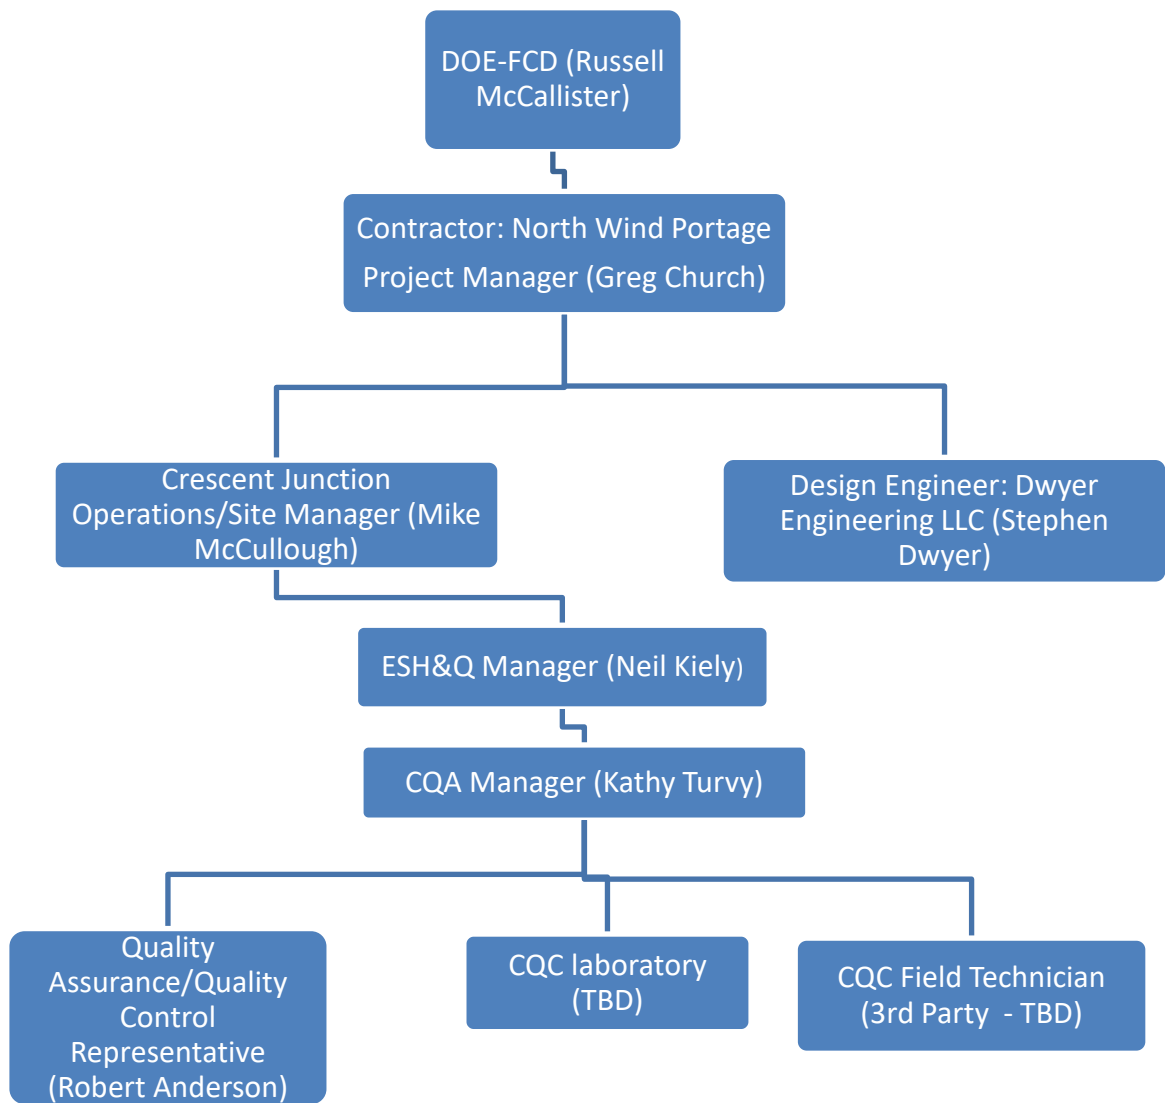 DOE-FCD (Russell
McCallister)
Contractor: North Wind Portage
Project Manager (Greg Church)
Crescent Junction
Operations/Site Manager (Mike
McCullough)
Design Engineer: Dwyer
Engineering LLC (Stephen
Dwyer)
ESH&Q Manager (Neil Kiely)
CQA Manager (Kathy Turvy)
Quality
Assurance/Quality
Control
Representative
(Robert Anderson)
CQC laboratory
(TBD)
CQC Field Technician
(3rd Party  - TBD)